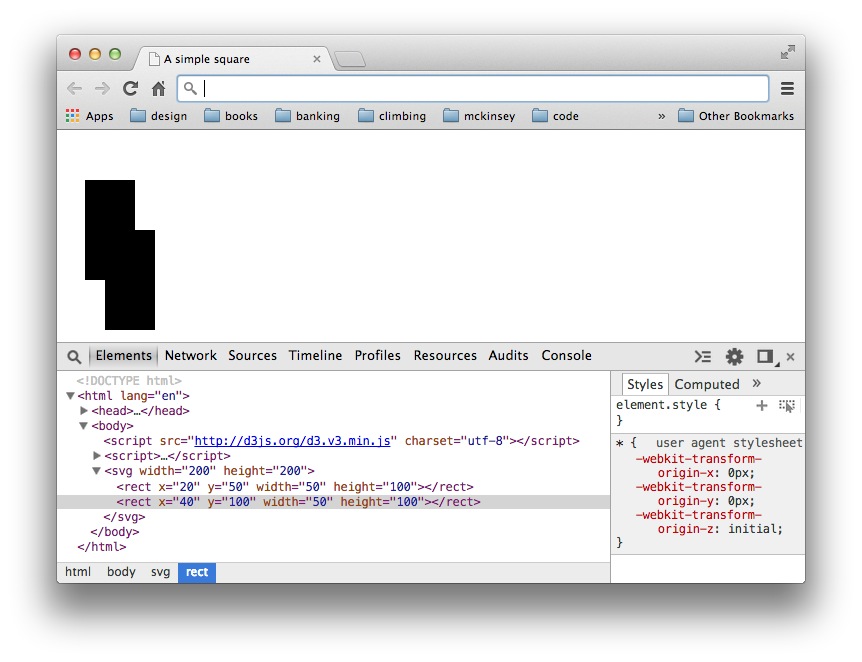 A simple square
Apps design books banking climbing mckinsey code » Other Bookmarks
Elements Network Sources Timeline Profiles Resources Audits Console
<!DOCTYPE html>
<html lang="en">
<head>…</head>
<body>
<script src="http://d3js.org/d3.v3.min.js" charset="utf-8"></script>
<script>…</script>
<svg width="200" height="200">
<rect x="20" y="50" width="50" height="100"></rect>
<rect x="40" y="100" width="50" height="100"></rect>
</svg>
</body>
</html>
html body svg rect
Styles Computed »
element.style {
}
* { user agent stylesheet
-webkit-transform-
origin-x: 0px;
-webkit-transform-
origin-y: 0px;
-webkit-transform-
origin-z: initial;
}